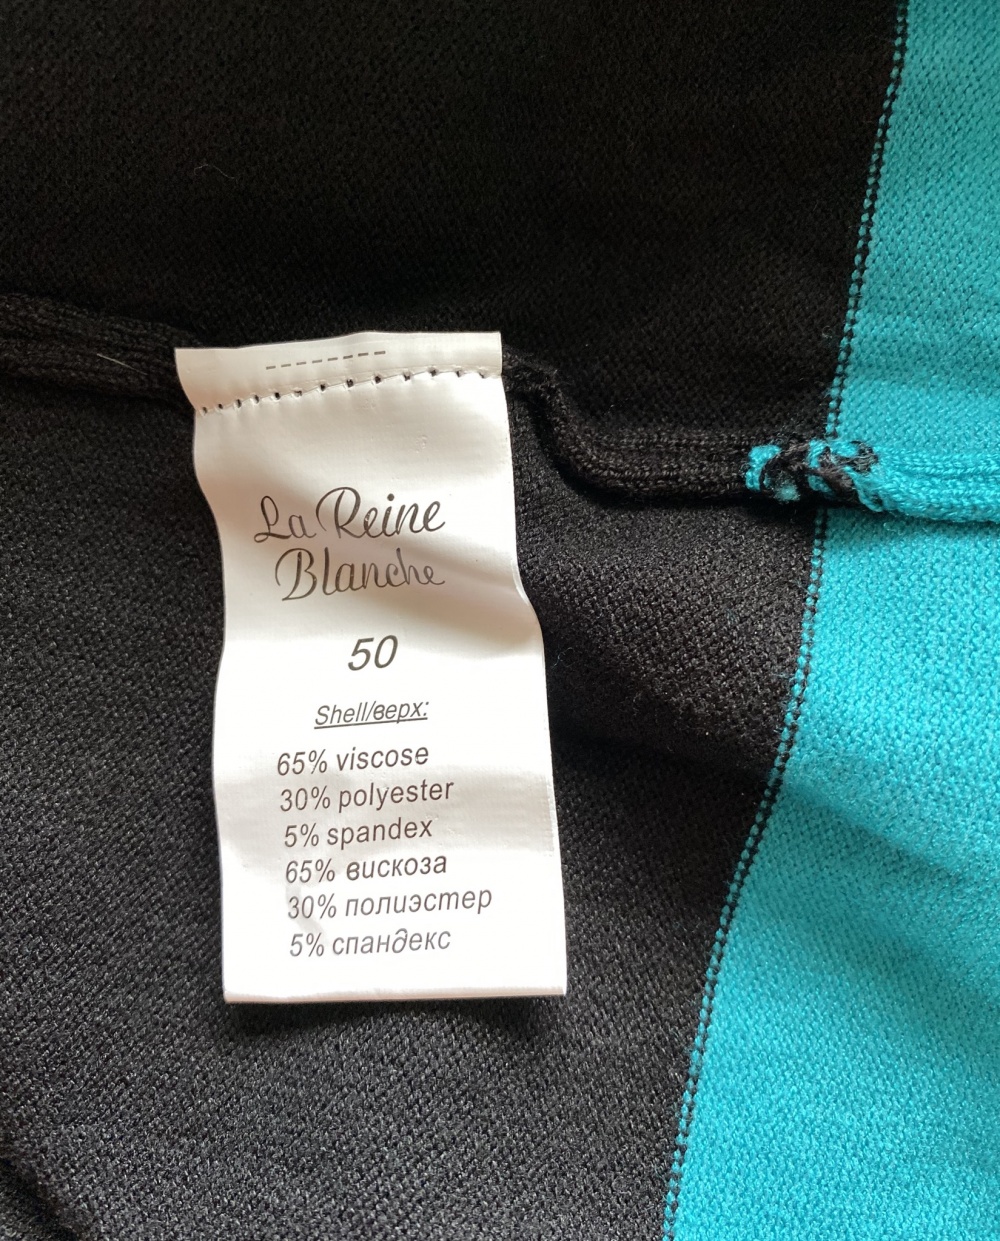 La Reine
Blanche
50
Shell/верх:
65% viscose
30% polyester
5% spandex
65% вискоза
30% полиэстер
5% спандекс